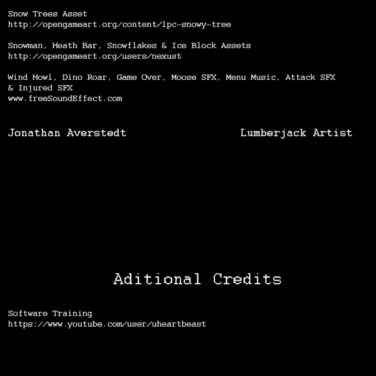 Snow Trees Asset
http://opengameart.org/content/lpc-snowy-tree
Snowman, Heath Bar, Snowflakes & Ice Block Assets
http://opengameart.org/users/nexust
Wind Howl, Dino Roar, Game Over, Moose SFX, Menu Music, Attack SFX
& Injured SFX
www.freeSoundEffect.com
Jonathan Averstedt Lumberjack Artist
Aditional Credits
Software Training
https://www.youtube.com/user/uheartbeast